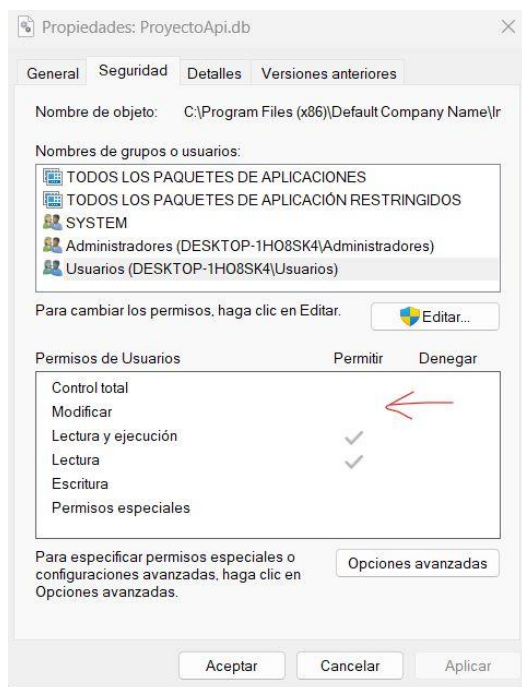 Propiedades: ProyectoApi.db
General Seguridad Detalles Versiones anteriores
Nombre de objeto: C:\Program Files (x86)\Default Company Name\Ir
Nombres de grupos o usuarios:
TODOS LOS PAQUETES DE APLICACIONES
TODOS LOS PAQUETES DE APLICACIÓN RESTRINGIDOS
SYSTEM
Administradores (DESKTOP-1HO8SK4\Administradores)
Usuarios (DESKTOP-1HO8SK4\Usuarios)
Para cambiar los permisos, haga clic en Editar. Editar...
Permisos de Usuarios Permitir Denegar
Control total
Modificar
Lectura y ejecución
Lectura
Escritura
Permisos especiales
Para especificar permisos especiales o
configuraciones avanzadas, haga clic en
Opciones avanzadas.
Opciones avanzadas
Aceptar Cancelar Aplicar